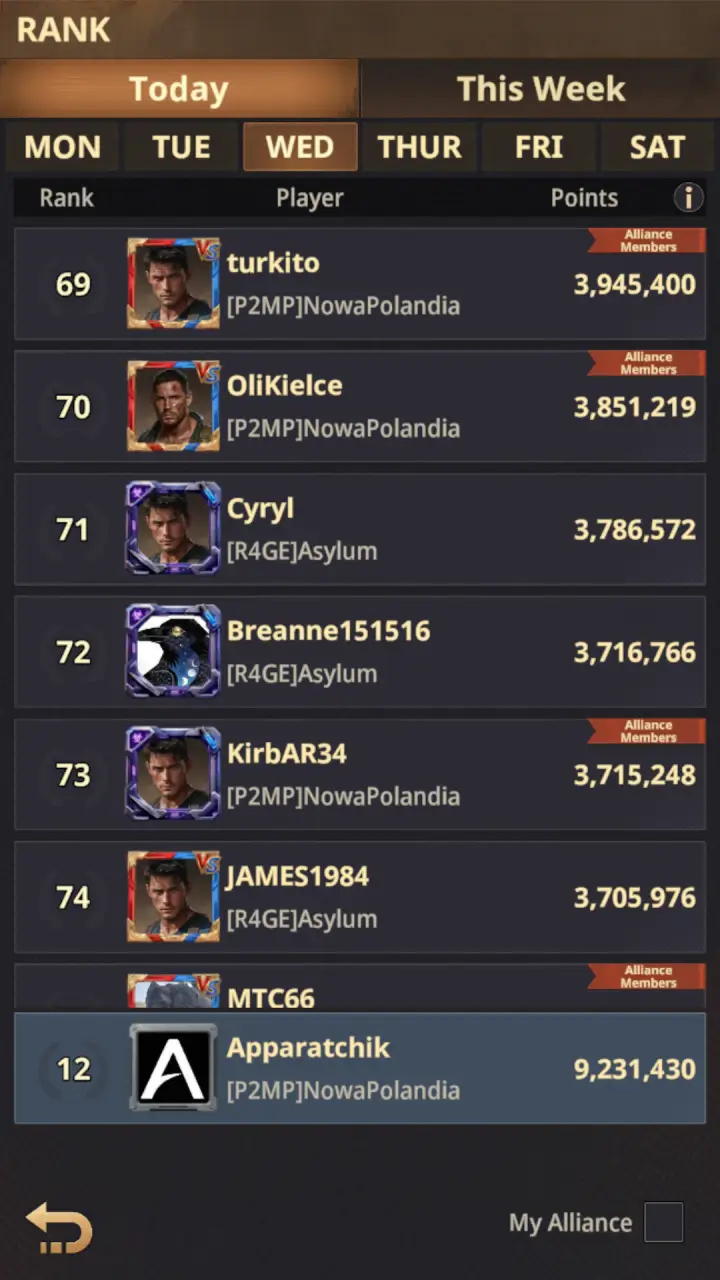 RANK
Today
This Week
MON TUE WED THUR FRI SAT
Rank Player Points i
Alliance
Members
69 turkito 3,945,400
[P2MP]NowaPolandia
Alliance
Members
70 OliKielce 3,851,219
[P2MP]NowaPolandia
71 Cyryl 3,786,572
[R4GE]Asylum
72 Breanne151516 3,716,766
[R4GE]Asylum
Alliance
Members
73 KirbAR34 3,715,248
[P2MP]NowaPolandia
74 JAMES1984 3,705,976
[R4GE]Asylum
Alliance
Members
MTC66
12 Apparatchik 9,231,430
[P2MP]NowaPolandia
My Alliance